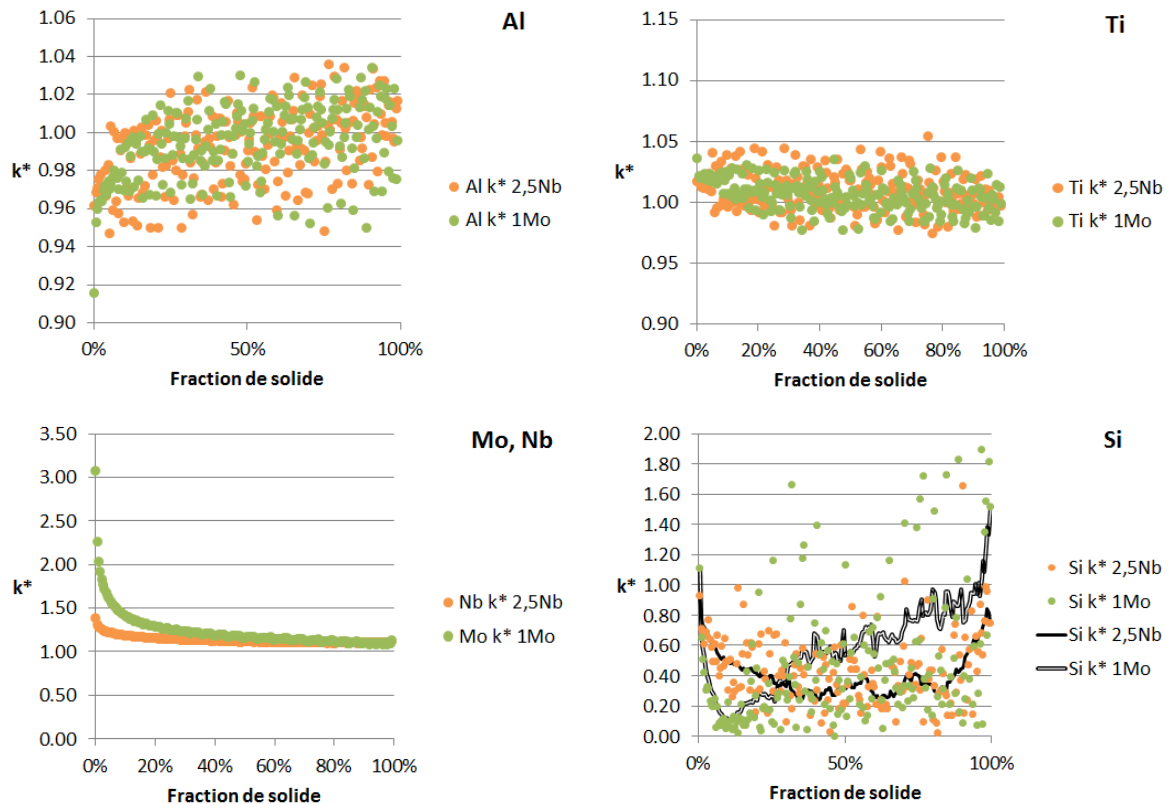 Al
1.06
1.04
1.02
1.00
0.98
0.96
0.94
0.92
0.90
k*
0% 50% 100%
Fraction de solide
Al k* 2,5Nb
Al k* 1Mo
Ti
1.15
1.10
1.05
1.00
0.95
0.90
k*
0% 20% 40% 60% 80% 100%
Fraction de solide
Ti k* 2,5Nb
Ti k* 1Mo
Mo, Nb
3.50
3.00
2.50
2.00
1.50
1.00
0.50
0.00
k*
0% 20% 40% 60% 80% 100%
Fraction de solide
Nb k* 2,5Nb
Mo k* 1Mo
Si
2.00
1.80
1.60
1.40
1.20
1.00
0.80
0.60
0.40
0.20
0.00
k*
0% 50% 100%
Fraction de solide
Si k* 2,5Nb
Si k* 1Mo
Si k* 2,5Nb
Si k* 1Mo